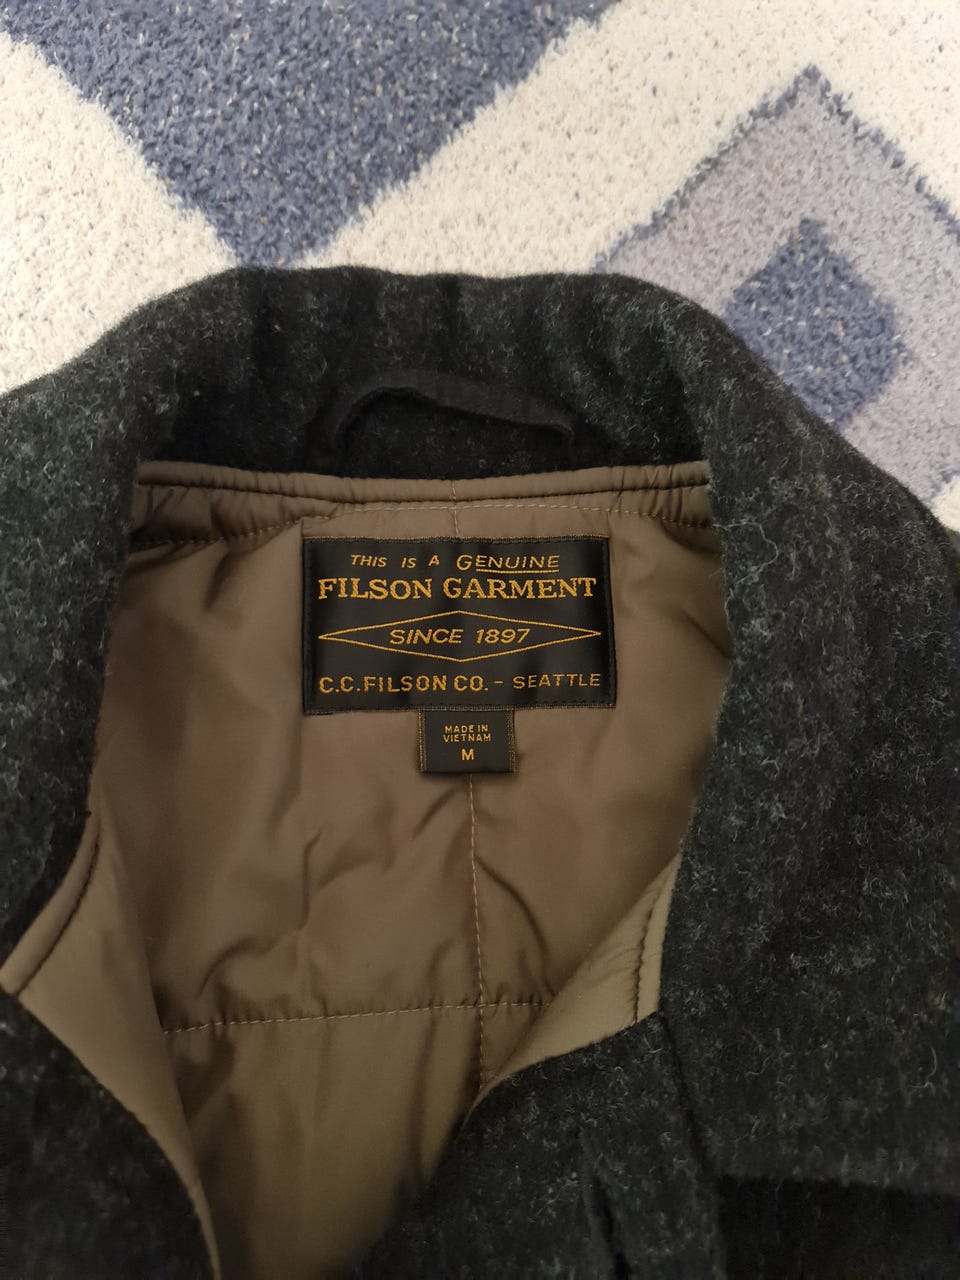 THIS IS A GENUINE
FILSON GARMENT
SINCE 1897
C.C.FILSON CO. - SEATTLE
MADE IN
VIETNAM
M